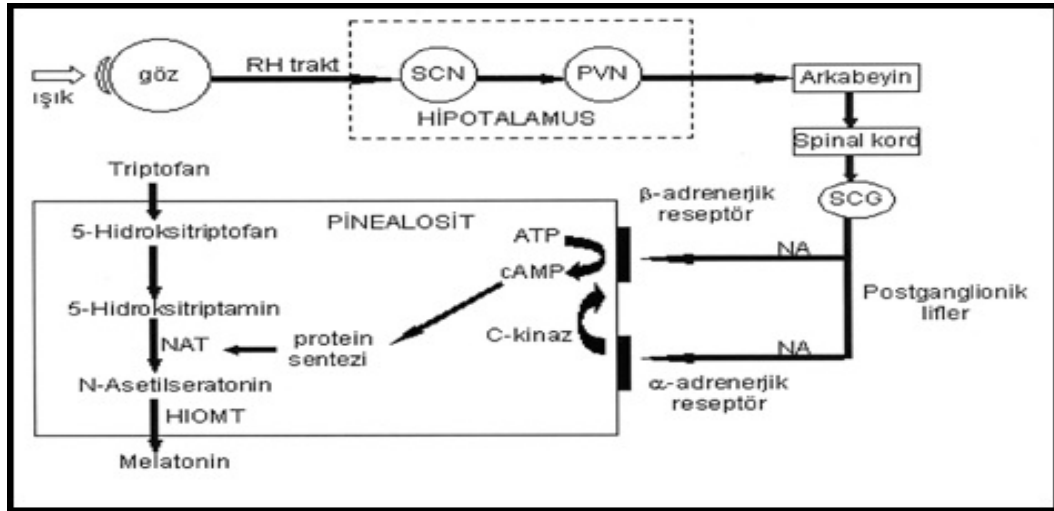 ışık
göz
RH trakt
SCN
PVN
HİPOTALAMUS
Arkabeyin
Spinal kord
SCG
Triptofan
5-Hidroksitriptofan
5-Hidroksitriptamin
NAT
N-Asetilseratonin
HIOMT
Melatonin
PİNEALOSİT
ATP
cAMP
C-kinaz
protein
sentezi
β-adrenerjik
reseptör
NA
Postganglionik
lifler
NA
α-adrenerjik
reseptör